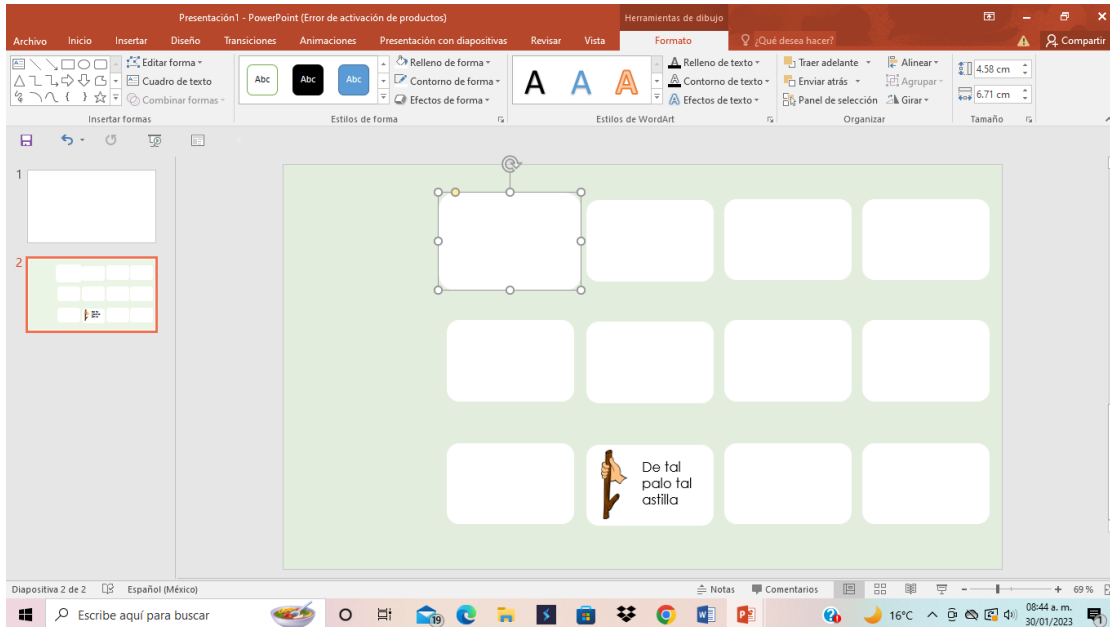 Presentación1 - PowerPoint (Error de activación de productos)
Herramientas de dibujo
Archivo Inicio Insertar Diseño Transiciones Animaciones Presentación con diapositivas Revisar Vista Formato ¿Qué desea hacer? Compartir
Editar forma
Cuadro de texto
Combinar formas
Insertar formas
Abc Abc Abc
Relleno de forma
Contorno de forma
Efectos de forma
Estilos de forma
A A A
Relleno de texto
Contorno de texto
Efectos de texto
Estilos de WordArt
Traer adelante
Enviar atrás
Panel de selección
Alinear
Agrupar
Girar
Organizar
4.58 cm
6.71 cm
Tamaño
1
2
De tal
palo tal
astilla
Diapositiva 2 de 2 Español (México) Notas Comentarios 69 %
Escribe aquí para buscar
19
16°C
08:44 a. m.
30/01/2023
1